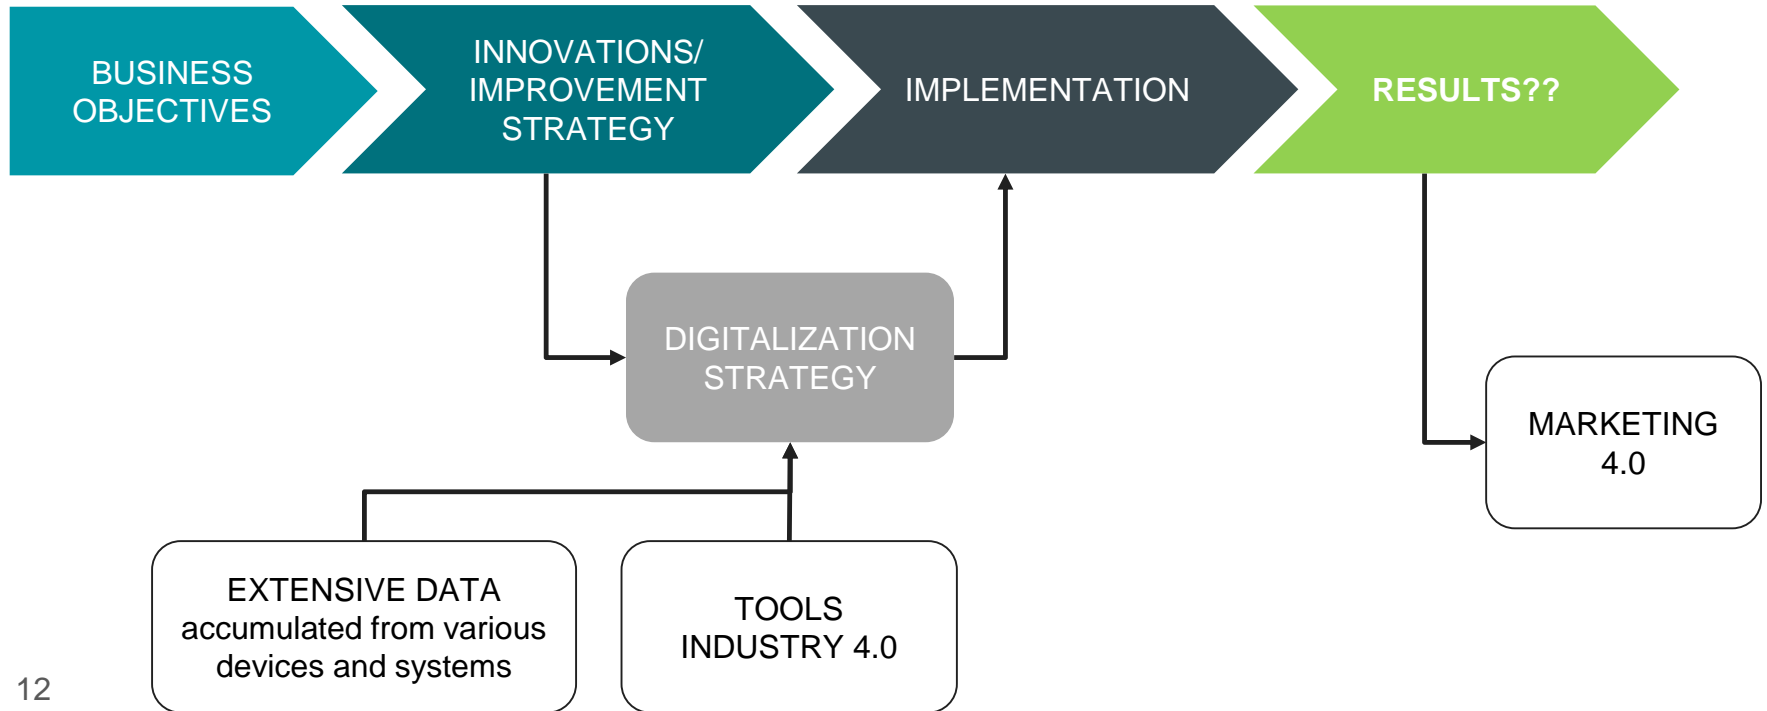 BUSINESS
OBJECTIVES
INNOVATIONS/
IMPROVEMENT
STRATEGY
IMPLEMENTATION
RESULTS??
DIGITALIZATION
STRATEGY
MARKETING
4.0
EXTENSIVE DATA
accumulated from various
devices and systems
TOOLS
INDUSTRY 4.0
12